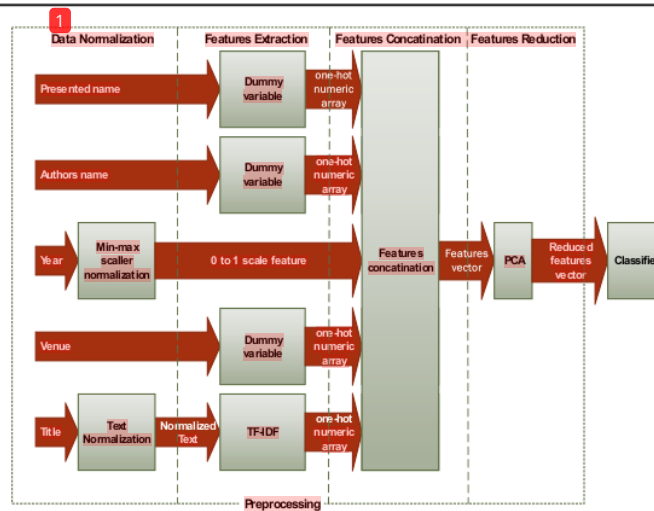 1
Data Normalization
Features Extraction
Features Concatination
Features Reduction
Presented name
Dummy
variable
one-hot
numeric
array
Authors name
Dummy
variable
one-hot
numeric
array
Year
Min-max
scaller
normalization
0 to 1 scale feature
Features
concatination
Features
vector
PCA
Reduced
features
vector
Classifie
Venue
Dummy
variable
one-hot
numeric
array
Title
Text
Normalization
Normalized
Text
TF-IDF
one-hot
numeric
array
Preprocessing